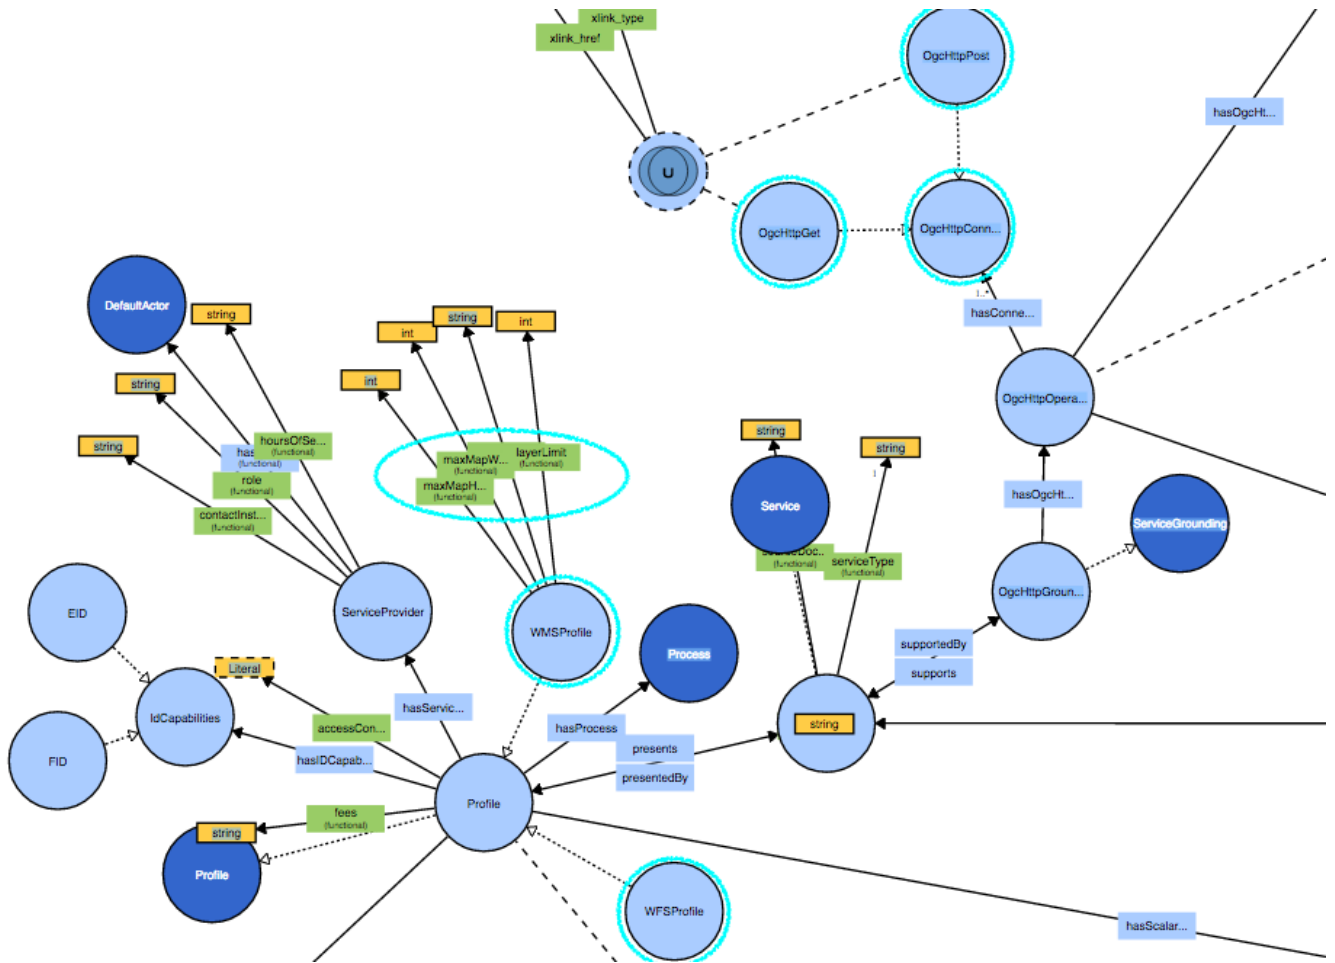 xlink_type
xlink_href
OgcHttpPost
hasOgcHt...
U
OgcHttpGet
OgcHttpConn...
1..*
hasConne...
DefaultActor
string
string
int
int
string
int
OgcHttpOpera...
string
hoursOfSe...
(functional)
has
(functional)
role
(functional)
contactInst...
(functional)
maxMapW...
(functional)
layerLimit
(functional)
maxMapH...
(functional)
string
string
1
Service
hasOgcHt...
ServiceGrounding
serviceType
(functional)
(functional)
OgcHttpGroun...
EID
ServiceProvider
WMSProfile
Process
supportedBy
supports
Literal
IdCapabilities
hasServic...
accessCon...
hasProcess
string
FID
hasIDCapab...
presents
presentedBy
Profile
fees
(functional)
string
Profile
WFSProfile
hasScalar...